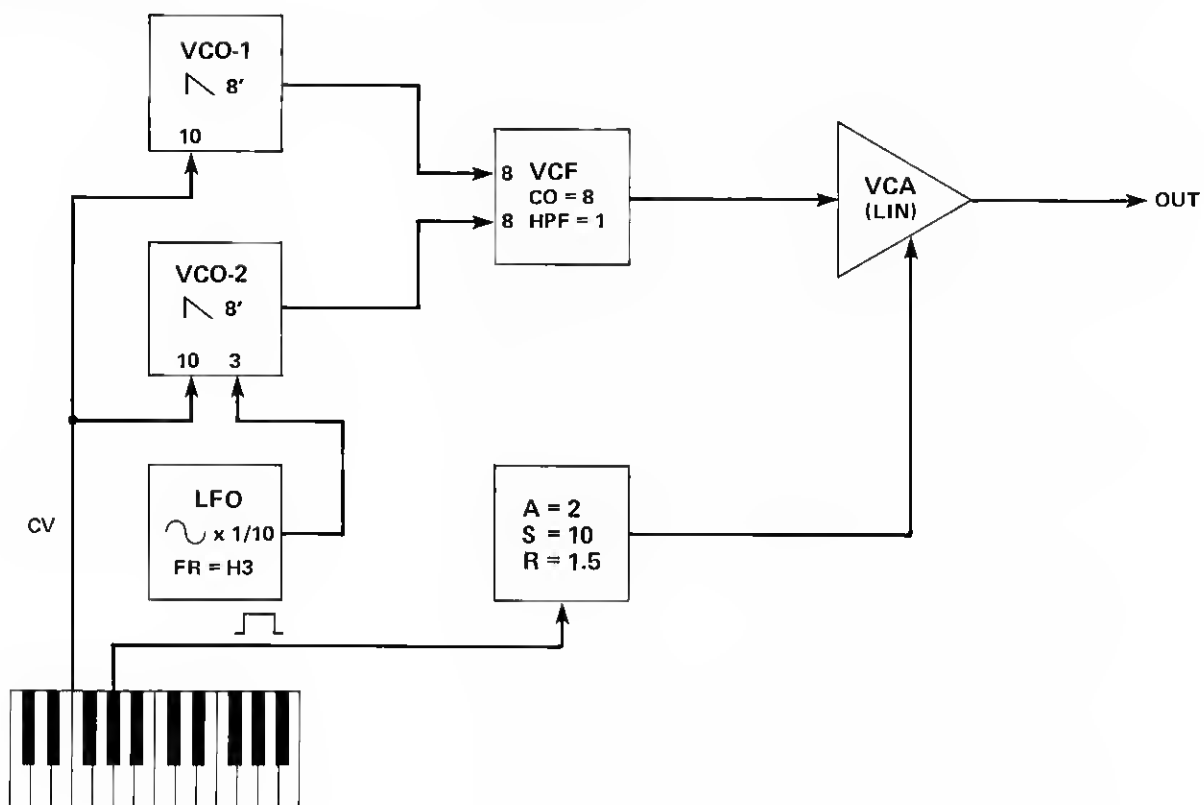 VCO-1
8'
10
VCO-2
8'
10 3
LFO
x 1/10
FR = H3
CV
8 VCF
CO = 8
8 HPF = 1
VCA
(LIN)
OUT
A = 2
S = 10
R = 1.5